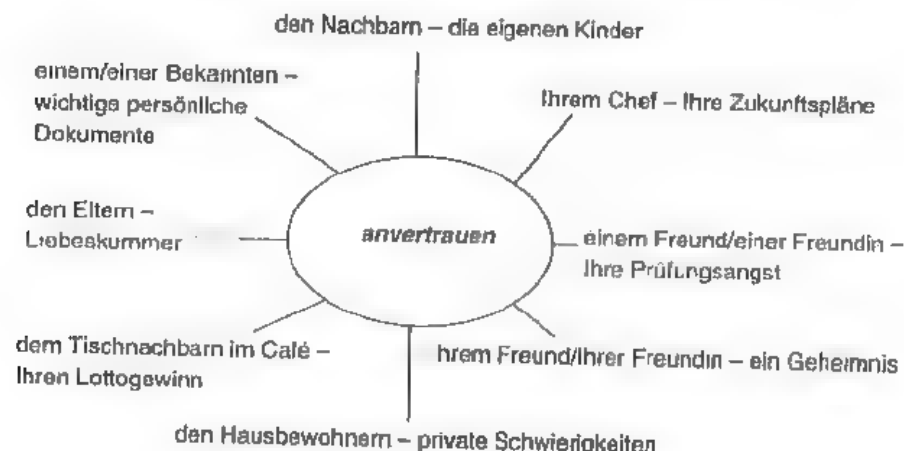 den Nachbarn – die eigenen Kinder
einem/einer Bekannten –
wichtige persönliche
Dokumente
Ihrem Chef – Ihre Zukunftspläne
den Eltern –
Liebeskummer
anvertrauen
einem Freund/einer Freundin –
Ihre Prüfungsangst
dem Tischnachbarn im Café –
Ihren Lottogewinn
hrem Freund/Ihrer Freundin – ein Geheimnis
den Hausbewohnern – private Schwierigkeiten